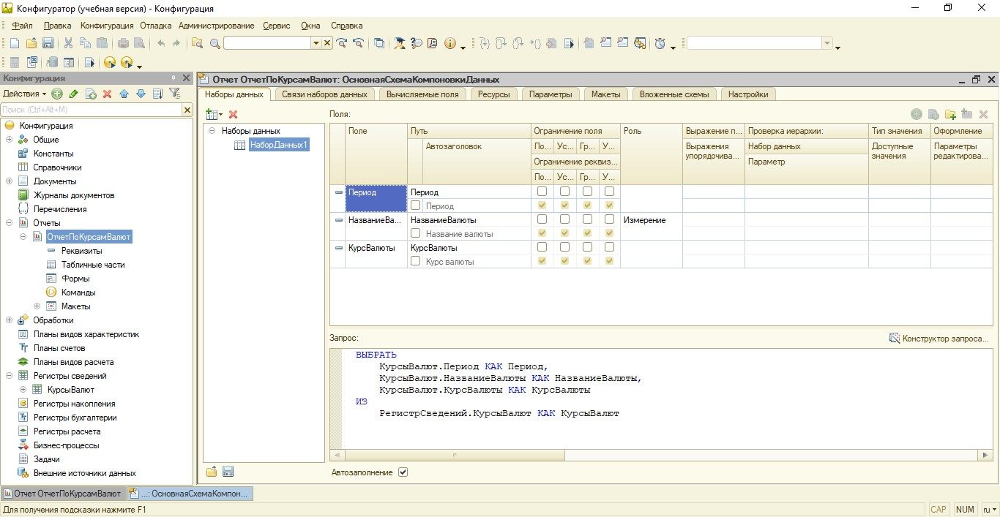 Конфигуратор (учебная версия) - Конфигурация
Файл Правка Конфигурация Отладка Администрирование Сервис Окна Справка
Конфигурация
Действия
Поиск (Ctrl+Alt+M)
Конфигурация
Общие
Константы
Справочники
Документы
Журналы документов
Перечисления
Отчеты
ОтчетПоКурсамВалют
Реквизиты
Табличные части
Формы
Команды
Макеты
Обработки
Планы видов характеристик
Планы счетов
Планы видов расчета
Регистры сведений
КурсыВалют
Регистры накопления
Регистры бухгалтерии
Регистры расчета
Бизнес-процессы
Задачи
Внешние источники данных
Отчет ОтчетПоКурсамВалют: ОсновнаяСхемаКомпоновкиДанных
Наборы данных Связи наборов данных Вычисляемые поля Ресурсы Параметры Макеты Вложенные схемы Настройки
Наборы данных
НаборДанных1
Поля:
Поле Путь Ограничение поля Роль Выражение п... Проверка иерархии: Тип значения Оформление
Автозаголовок По... Ус... Гр... У... Выражения упорядочива... Набор данных Доступные значения Параметры редактирова...
Ограничение реквиз... Параметр
По... Ус... Гр... У...
Период Период
Период
НазваниеВа... НазваниеВалюты Измерение
Название валюты
КурсВалюты КурсВалюты
Курс валюты
Запрос: Конструктор запроса...
ВЫБРАТЬ
КурсыВалют.Период КАК Период,
КурсыВалют.НазваниеВалюты КАК НазваниеВалюты,
КурсыВалют.КурсВалюты КАК КурсВалюты
ИЗ
РегистрСведений.КурсыВалют КАК КурсыВалют
Автозаполнение
Отчет ОтчетПоКурсамВалют ...: ОсновнаяСхемаКомпон...
Для получения подсказки нажмите F1 CAP NUM ru